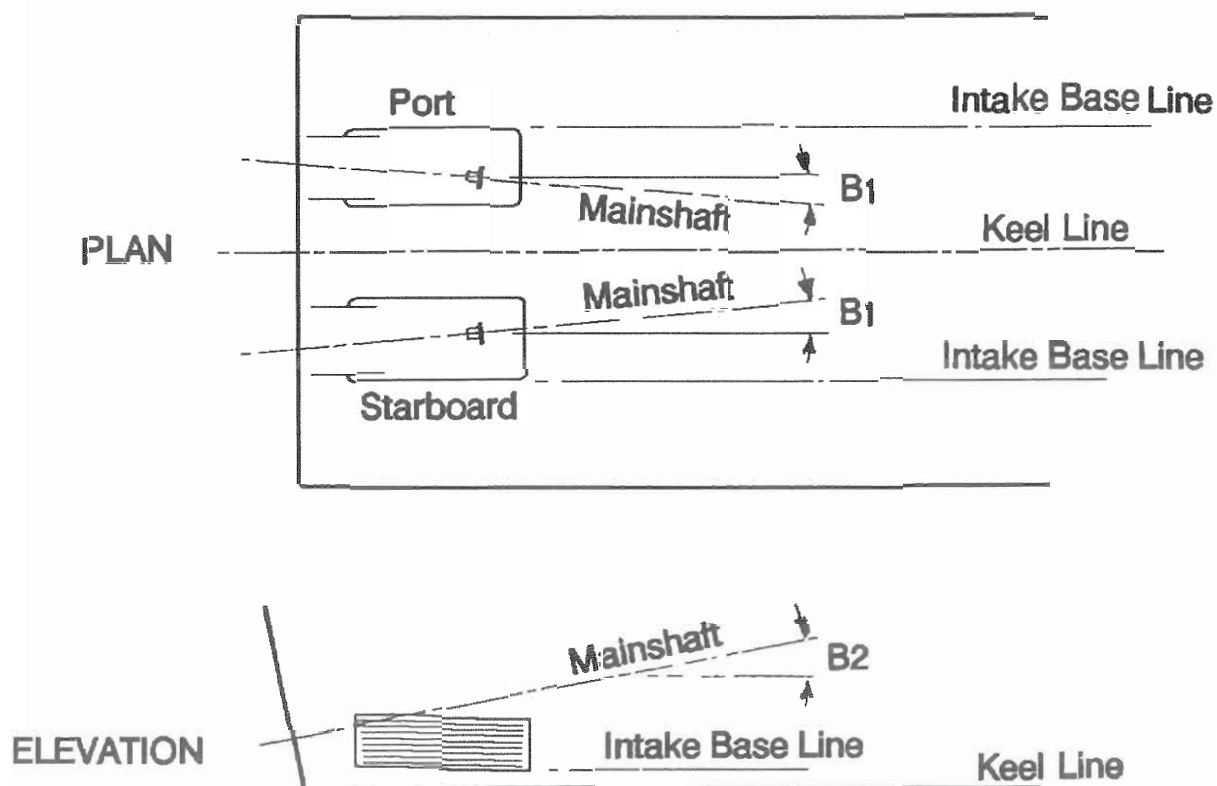 Port
Intake Base Line
B1
Mainshaft
Keel Line
PLAN
Mainshaft
B1
Intake Base Line
Starboard
Mainshaft
B2
ELEVATION
Intake Base Line
Keel Line